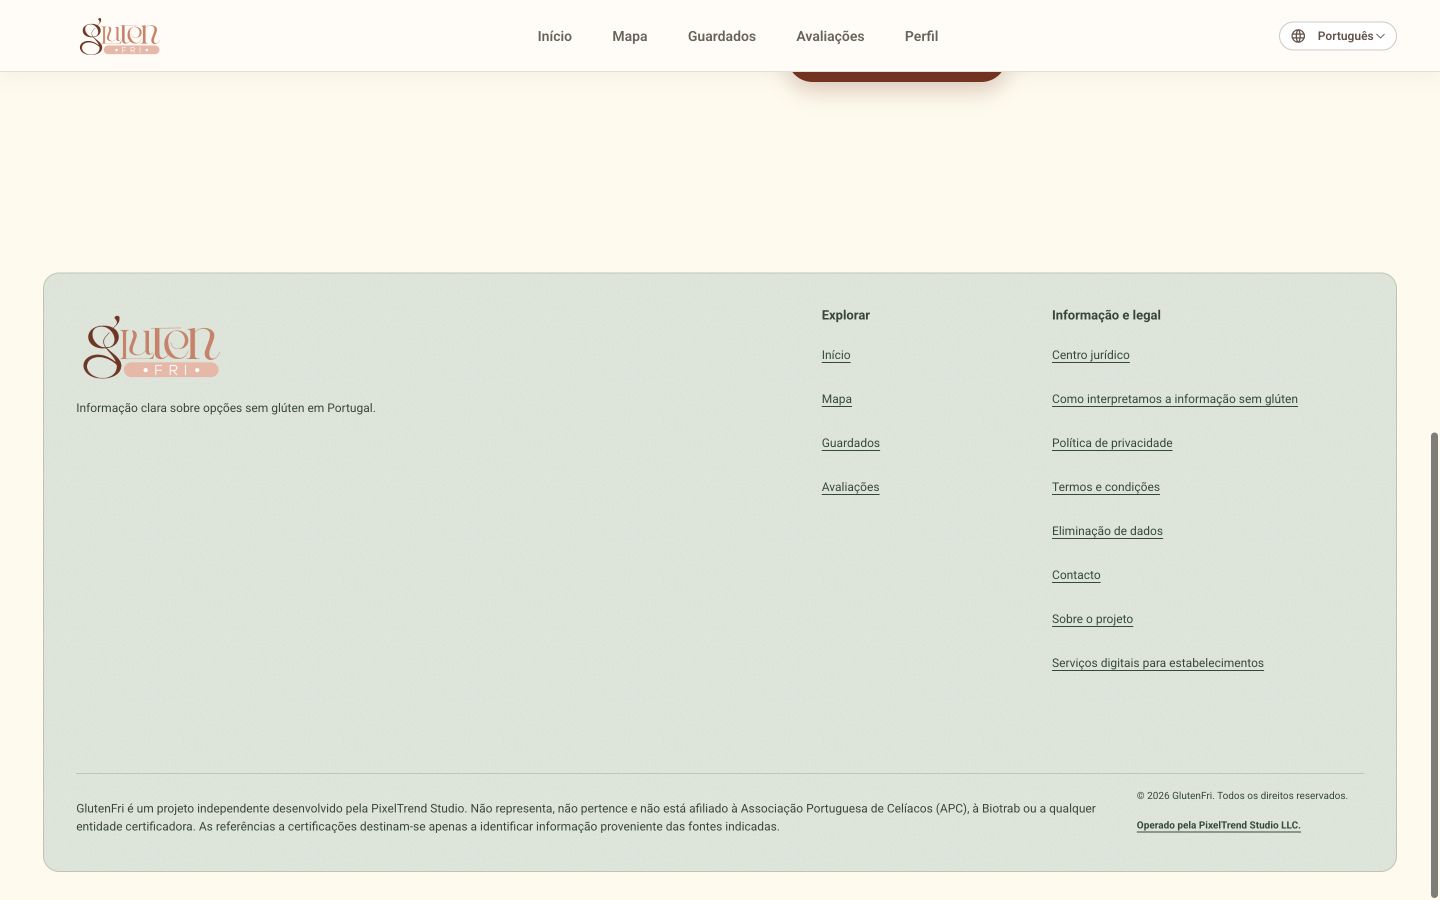 gluten
•FRI•
Início
Mapa
Guardados
Avaliações
Perfil
Português
gluten
•FRI•
Informação clara sobre opções sem glúten em Portugal.
Explorar
Início
Mapa
Guardados
Avaliações
Informação e legal
Centro jurídico
Como interpretamos a informação sem glúten
Política de privacidade
Termos e condições
Eliminação de dados
Contacto
Sobre o projeto
Serviços digitais para estabelecimentos
GlutenFri é um projeto independente desenvolvido pela PixelTrend Studio. Não representa, não pertence e não está afiliado à Associação Portuguesa de Celíacos (APC), à Biotrab ou a qualquer
entidade certificadora. As referências a certificações destinam-se apenas a identificar informação proveniente das fontes indicadas.
© 2026 GlutenFri. Todos os direitos reservados.
Operado pela PixelTrend Studio LLC.